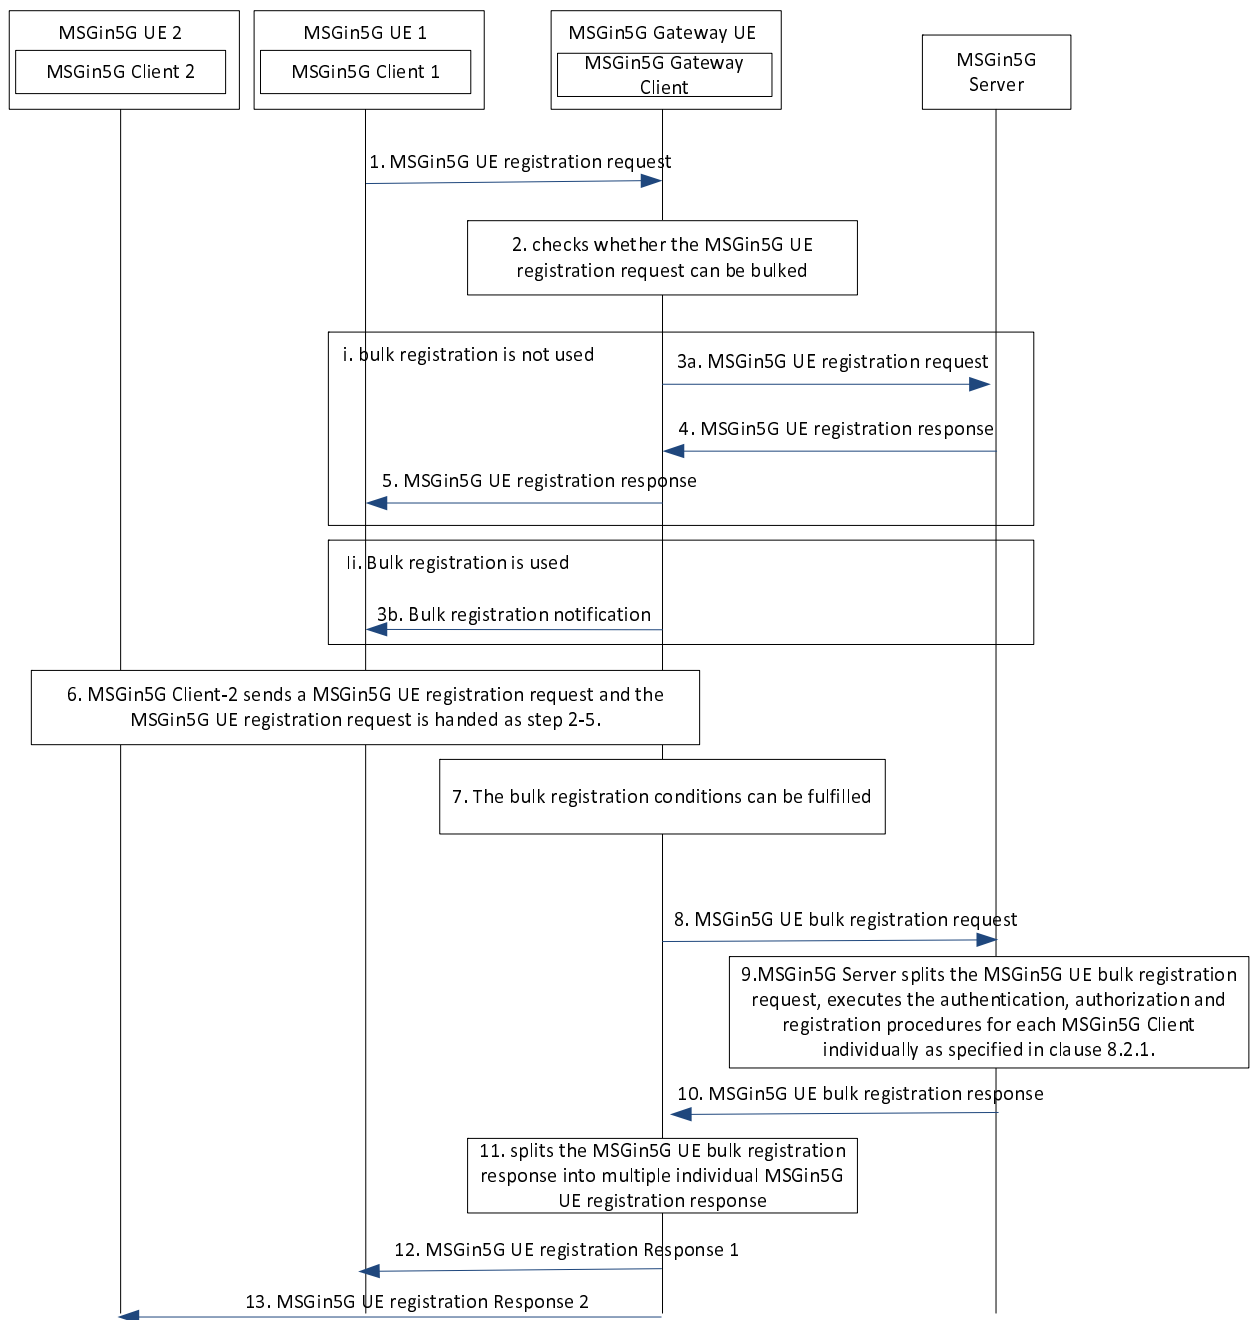 MSGin5G UE 2
MSGin5G Client 2
MSGin5G UE 1
MSGin5G Client 1
MSGin5G Gateway UE
MSGin5G Gateway
Client
MSGin5G
Server
1. MSGin5G UE registration request
2. checks whether the MSGin5G UE
registration request can be bulked
i. bulk registration is not used
3a. MSGin5G UE registration request
4. MSGin5G UE registration response
5. MSGin5G UE registration response
Ii. Bulk registration is used
3b. Bulk registration notification
6. MSGin5G Client-2 sends a MSGin5G UE registration request and the
MSGin5G UE registration request is handed as step 2-5.
7. The bulk registration conditions can be fulfilled
8. MSGin5G UE bulk registration request
9.MSGin5G Server splits the MSGin5G UE bulk registration
request, executes the authentication, authorization and
registration procedures for each MSGin5G Client
individually as specified in clause 8.2.1.
10. MSGin5G UE bulk registration response
11. splits the MSGin5G UE bulk registration
response into multiple individual MSGin5G
UE registration response
12. MSGin5G UE registration Response 1
13. MSGin5G UE registration Response 2